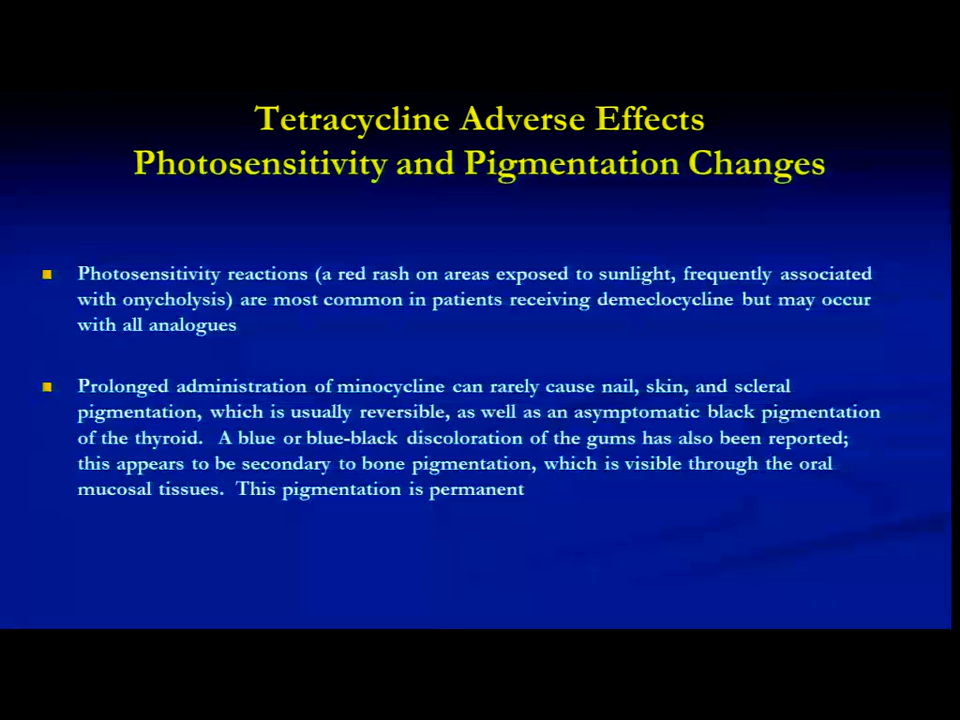 Tetracycline Adverse Effects
Photosensitivity and Pigmentation Changes
Photosensitivity reactions (a red rash on areas exposed to sunlight, frequently associated
with onycholysis) are most common in patients receiving demeclocycline but may occur
with all analogues
Prolonged administration of minocycline can rarely cause nail, skin, and scleral
pigmentation, which is usually reversible, as well as an asymptomatic black pigmentation
of the thyroid. A blue or blue-black discoloration of the gums has also been reported;
this appears to be secondary to bone pigmentation, which is visible through the oral
mucosal tissues. This pigmentation is permanent